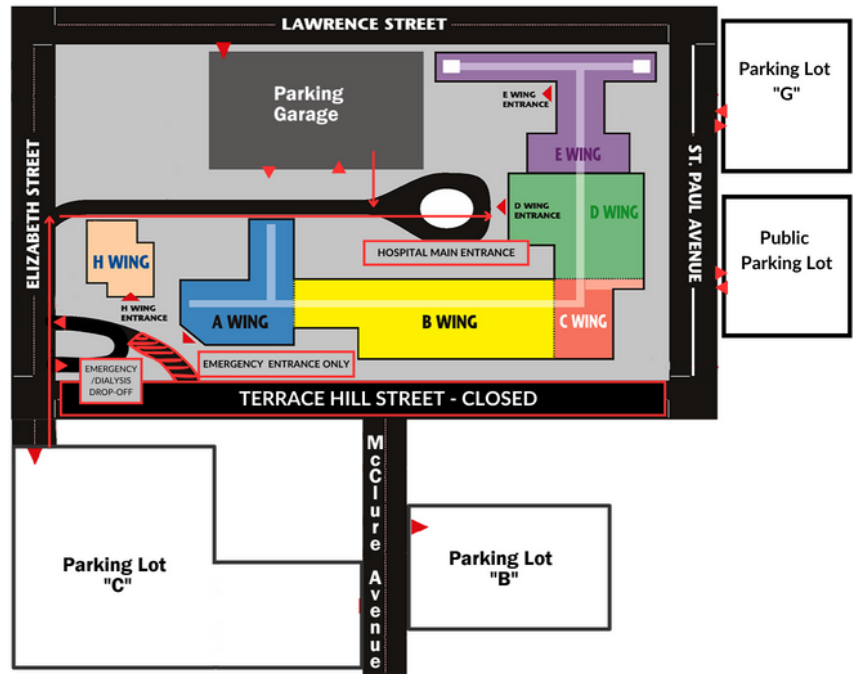 LAWRENCE STREET
Parking
Garage
E WING
ENTRANCE
E WING
Parking Lot
"G"
ELIZABETH STREET
ST. PAUL AVENUE
D WING
ENTRANCE
D WING
HOSPITAL MAIN ENTRANCE
Public
Parking Lot
H WING
H WING
ENTRANCE
A WING
B WING
C WING
EMERGENCY ENTRANCE ONLY
EMERGENCY
/DIALYSIS
DROP-OFF
TERRACE HILL STREET - CLOSED
McClure Avenue
Parking Lot
"C"
Parking Lot
"B"